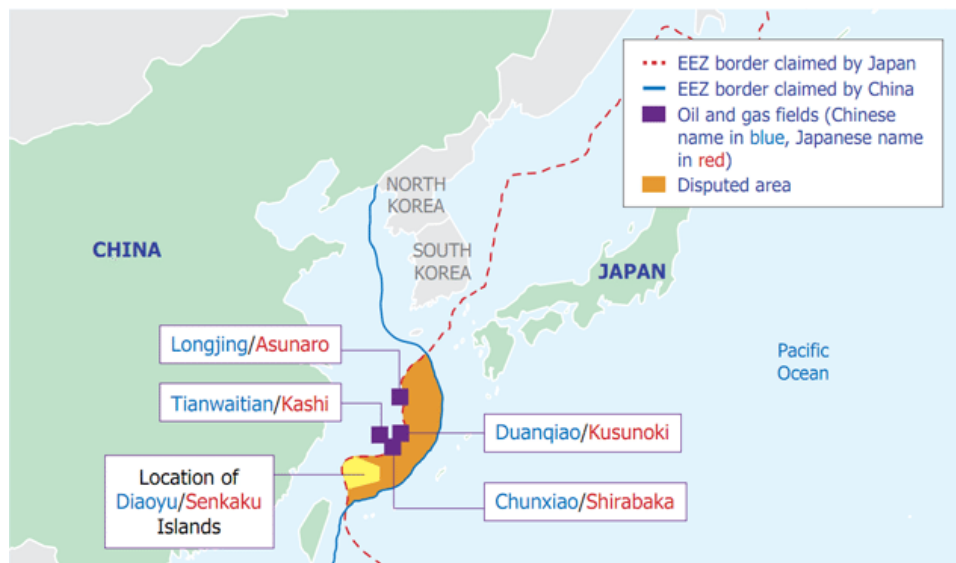 EEZ border claimed by Japan
EEZ border claimed by China
Oil and gas fields (Chinese
name in blue, Japanese name
in red)
Disputed area
NORTH
KOREA
SOUTH
KOREA
CHINA
JAPAN
Pacific
Ocean
Longjing/Asunaro
Tianwaitian/Kashi
Duanqiao/Kusunoki
Location of
Diaoyu/Senkaku
Islands
Chunxiao/Shirabaka